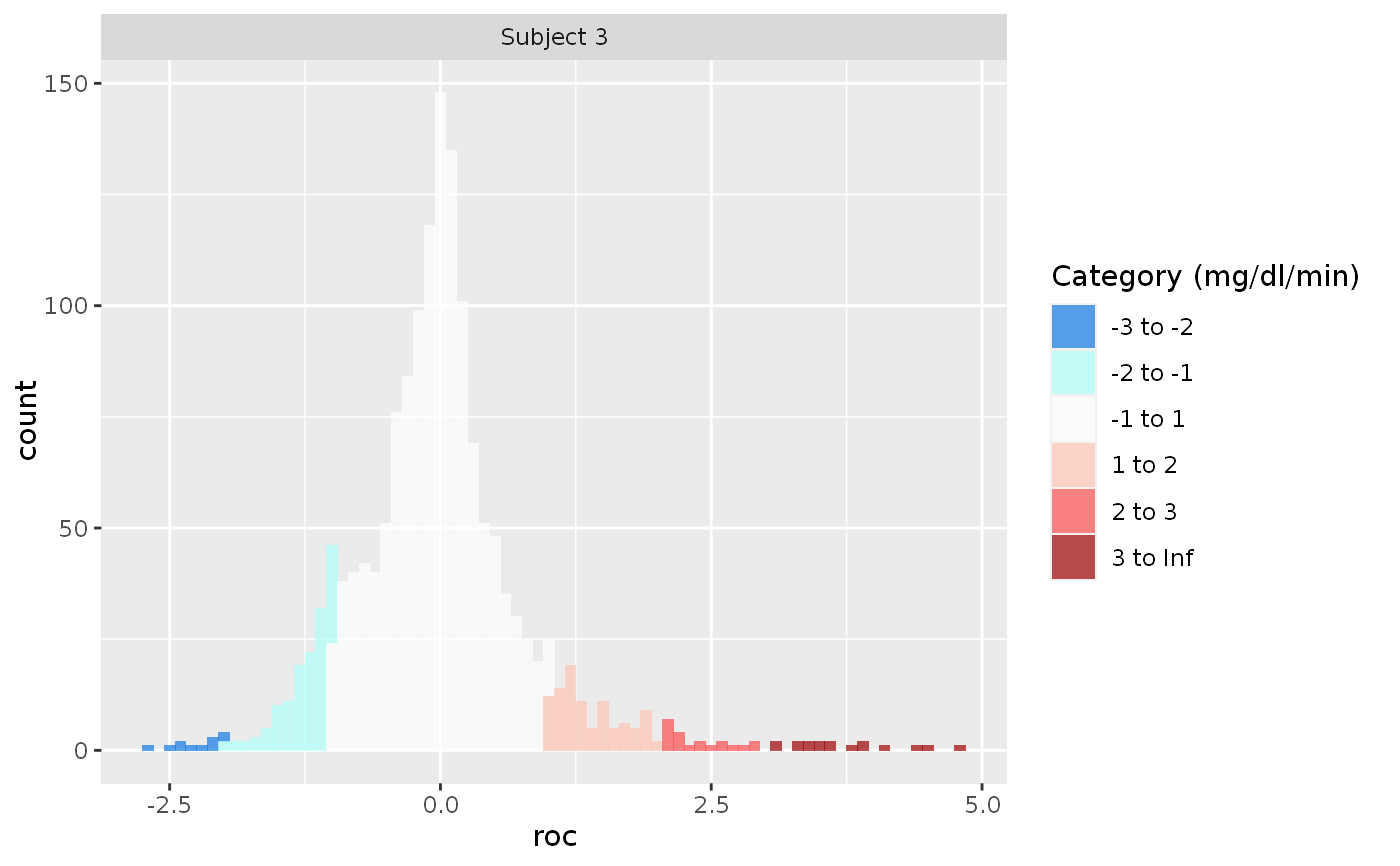 Subject 3
150
100
50
0
count
-2.5
0.0
2.5
5.0
roc
Category (mg/dl/min)
-3 to -2
-2 to -1
-1 to 1
1 to 2
2 to 3
3 to Inf